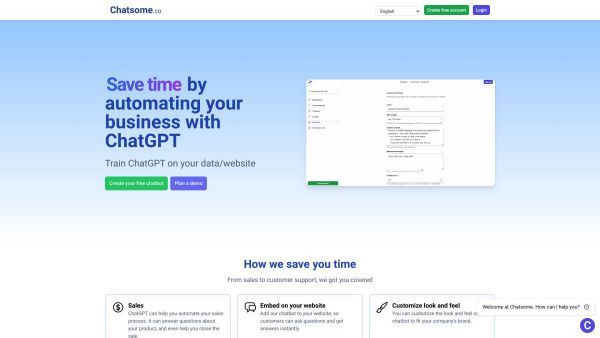 Chatsome.co
English
Create free account
Login
Save time by
automating your
business with
ChatGPT
Train ChatGPT on your data/website
Create your free chatbot
Plan a demo
How we save you time
From sales to customer support, we got you covered
Sales
ChatGPT can help you automate your
sales process. It can answer questions
about your product, and even help you close the
sale.
Embed on your website
Add our chatbot to your website, so
customers can ask questions and get
answers instantly.
Customize look and feel
You can customize the look and feel of
chatbot to fit your company's brand.
Welcome at Chatsome. How can I help you?
C